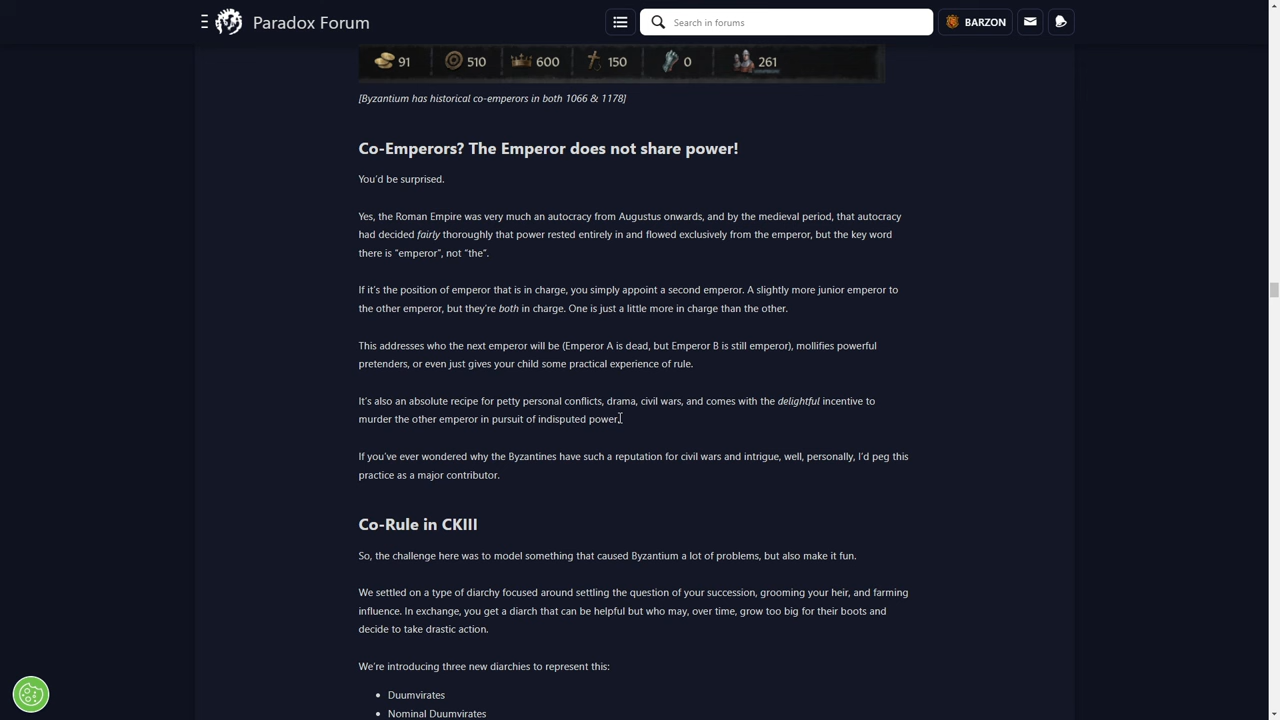 Paradox Forum
Search in forums
BARZON
91 510 600 150 0 261
[Byzantium has historical co-emperors in both 1066 & 1178]
Co-Emperors? The Emperor does not share power!
You'd be surprised.
Yes, the Roman Empire was very much an autocracy from Augustus onwards, and by the medieval period, that autocracy
had decided fairly thoroughly that power rested entirely in and flowed exclusively from the emperor, but the key word
there is "emperor", not "the".
If it's the position of emperor that is in charge, you simply appoint a second emperor. A slightly more junior emperor to
the other emperor, but they're both in charge. One is just a little more in charge than the other.
This addresses who the next emperor will be (Emperor A is dead, but Emperor B is still emperor), mollifies powerful
pretenders, or even just gives your child some practical experience of rule.
It's also an absolute recipe for petty personal conflicts, drama, civil wars, and comes with the delightful incentive to
murder the other emperor in pursuit of indisputed power.
If you've ever wondered why the Byzantines have such a reputation for civil wars and intrigue, well, personally, I'd peg this
practice as a major contributor.
Co-Rule in CKIII
So, the challenge here was to model something that caused Byzantium a lot of problems, but also make it fun.
We settled on a type of diarchy focused around settling the question of your succession, grooming your heir, and farming
influence. In exchange, you get a diarch that can be helpful but who may, over time, grow too big for their boots and
decide to take drastic action.
We're introducing three new diarchies to represent this:
• Duumvirates
• Nominal Duumvirates